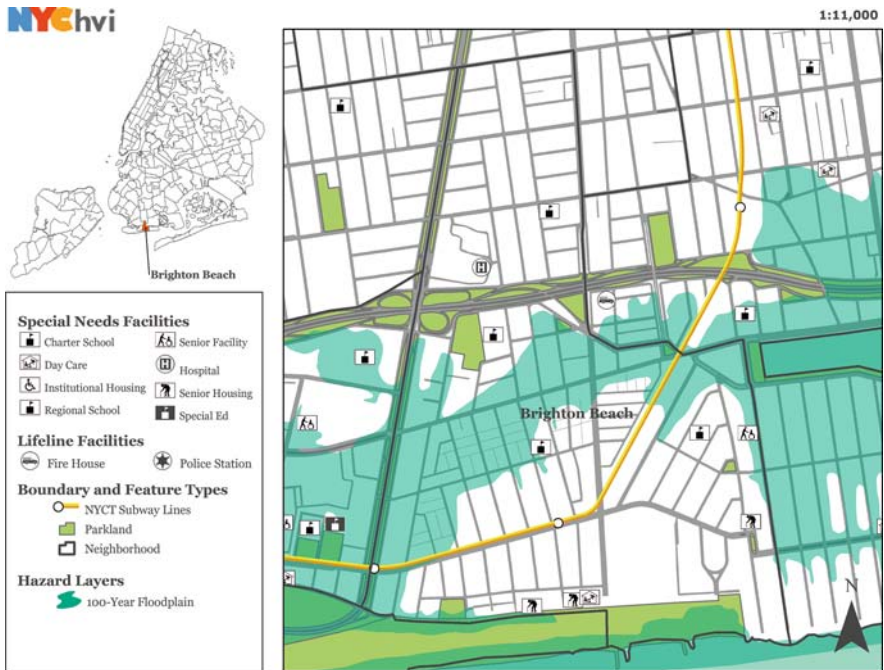 NYChvi
1:11,000
Brighton Beach
Special Needs Facilities
Charter School
Senior Facility
Day Care
Hospital
Institutional Housing
Senior Housing
Regional School
Special Ed
Lifeline Facilities
Fire House
Police Station
Boundary and Feature Types
NYCT Subway Lines
Parkland
Neighborhood
Hazard Layers
100-Year Floodplain
H
H
Brighton Beach
N